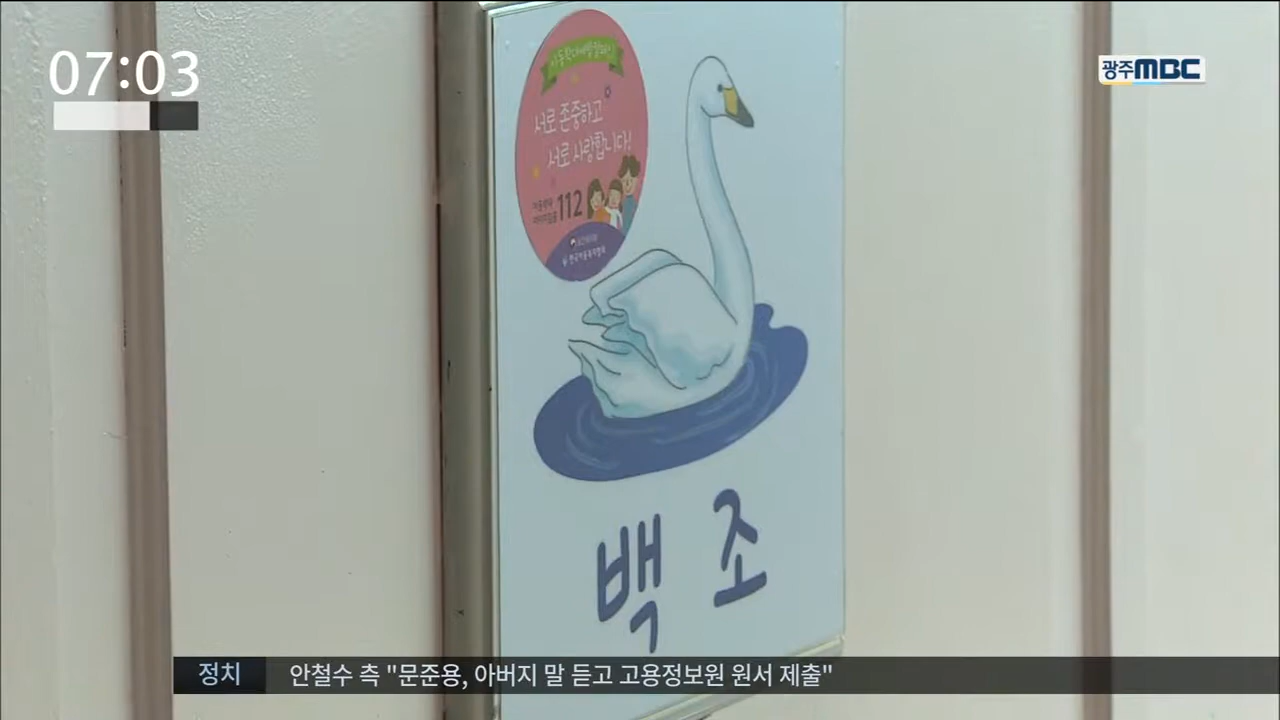 07:03
광주MBC
서로 존중하고
서로 사랑합니다!
112
백 조
정치
안철수 측 "문준용, 아버지 말 듣고 고용정보원 원서 제출"